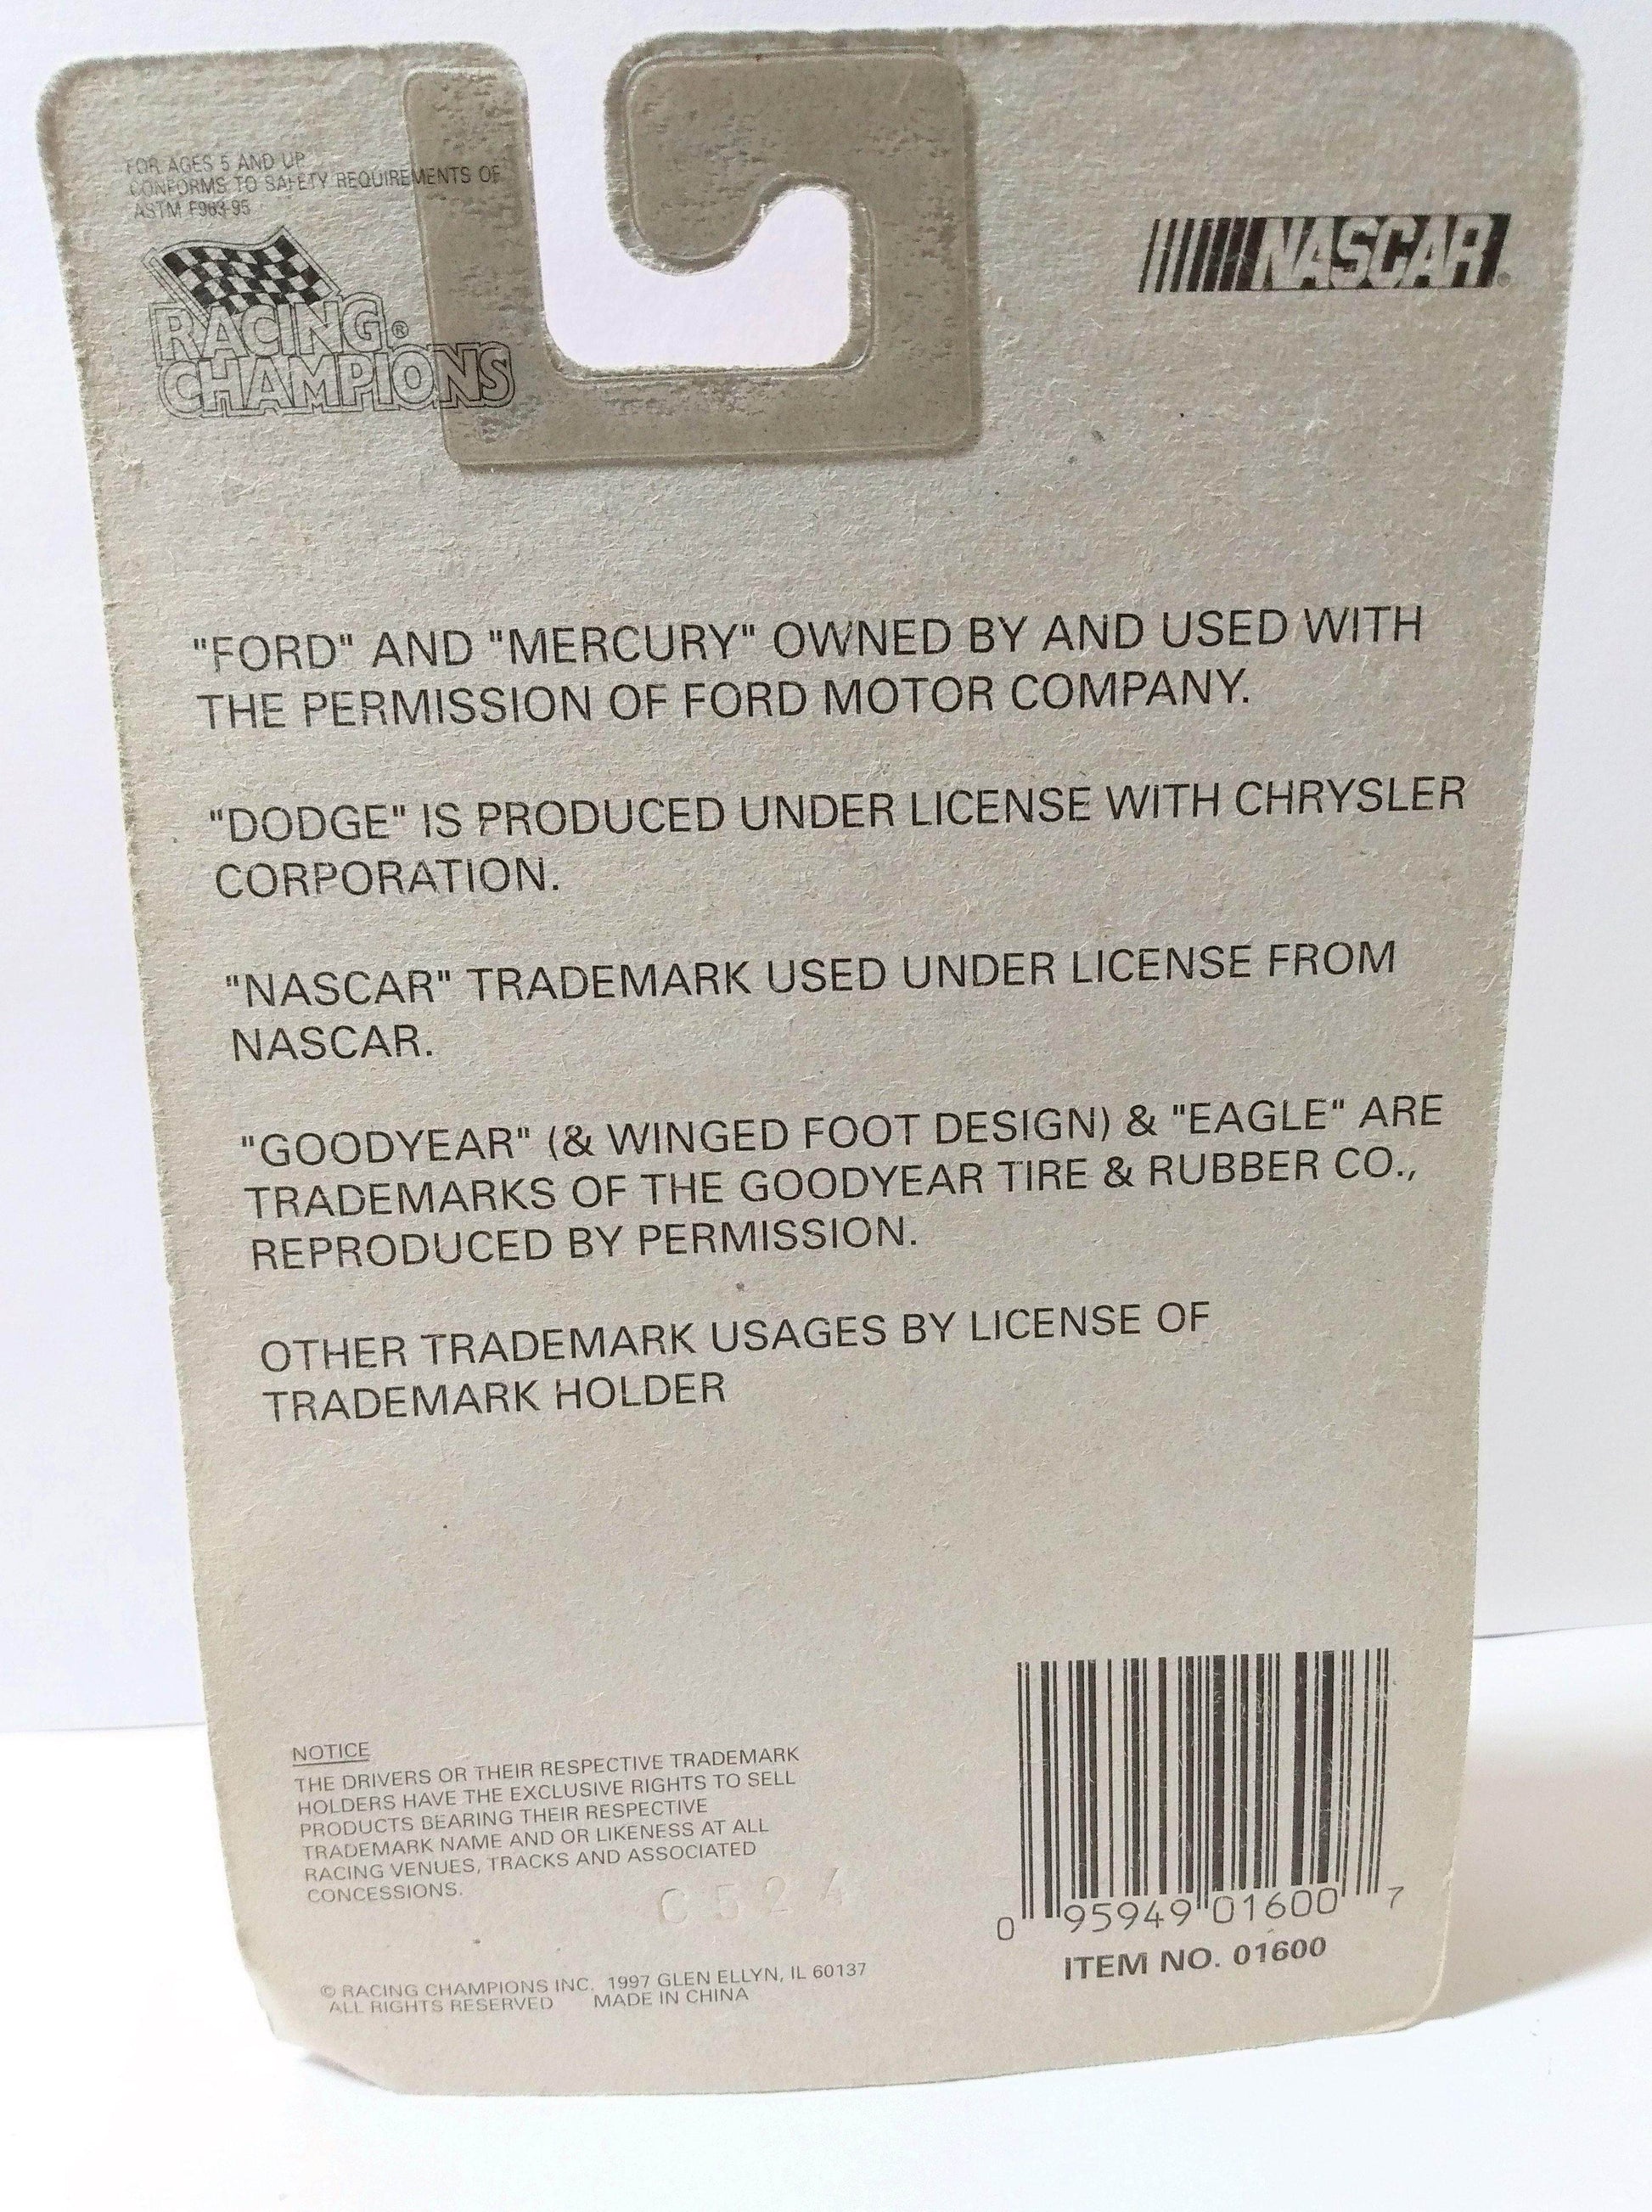 FOR AGES 5 AND UP
CONFORMS TO SAFETY REQUIREMENTS OF
ASTM F963-95
RACING®
CHAMPIONS
NASCAR®
"FORD" AND "MERCURY" OWNED BY AND USED WITH
THE PERMISSION OF FORD MOTOR COMPANY.
"DODGE" IS PRODUCED UNDER LICENSE WITH CHRYSLER
CORPORATION.
"NASCAR" TRADEMARK USED UNDER LICENSE FROM
NASCAR.
"GOODYEAR" (& WINGED FOOT DESIGN) & "EAGLE" ARE
TRADEMARKS OF THE GOODYEAR TIRE & RUBBER CO.,
REPRODUCED BY PERMISSION.
OTHER TRADEMARK USAGES BY LICENSE OF
TRADEMARK HOLDER
NOTICE
THE DRIVERS OR THEIR RESPECTIVE TRADEMARK
HOLDERS HAVE THE EXCLUSIVE RIGHTS TO SELL
PRODUCTS BEARING THEIR RESPECTIVE
TRADEMARK NAME AND OR LIKENESS AT ALL
RACING VENUES, TRACKS AND ASSOCIATED
CONCESSIONS.
C524
© RACING CHAMPIONS INC. 1997 GLEN ELLYN, IL 60137
ALL RIGHTS RESERVED MADE IN CHINA
0 95949 01600 7
ITEM NO. 01600